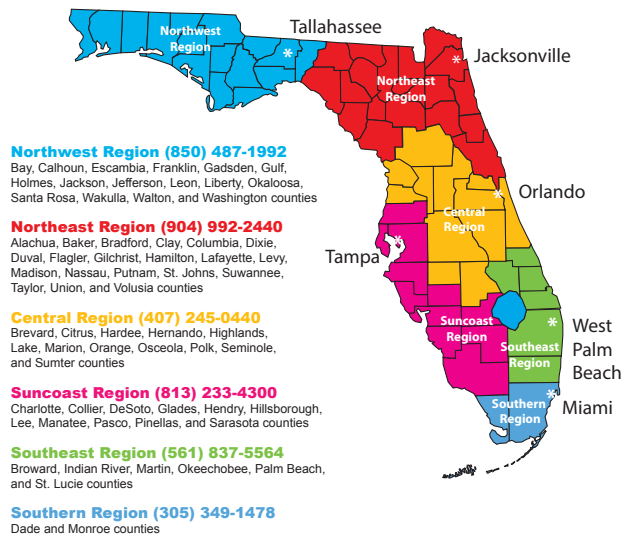 Tallahassee
Northwest
Region
Jacksonville
Northeast
Region
Northwest Region (850) 487-1992
Bay, Calhoun, Escambia, Franklin, Gadsden, Gulf,
Holmes, Jackson, Jefferson, Leon, Liberty, Okaloosa,
Santa Rosa, Wakulla, Walton, and Washington counties
Northeast Region (904) 992-2440
Alachua, Baker, Bradford, Clay, Columbia, Dixie,
Duval, Flagler, Gilchrist, Hamilton, Lafayette, Levy,
Madison, Nassau, Putnam, St. Johns, Suwannee,
Taylor, Union, and Volusia counties
Orlando
Central
Region
Tampa
Central Region (407) 245-0440
Brevard, Citrus, Hardee, Hernando, Highlands,
Lake, Marion, Orange, Osceola, Polk, Seminole,
and Sumter counties
Suncoast
Region
West
Palm
Beach
Southeast
Region
Suncoast Region (813) 233-4300
Charlotte, Collier, DeSoto, Glades, Hendry, Hillsborough,
Lee, Manatee, Pasco, Pinellas, and Sarasota counties
Miami
Southern
Region
Southeast Region (561) 837-5564
Broward, Indian River, Martin, Okeechobee, Palm Beach,
and St. Lucie counties
Southern Region (305) 349-1478
Dade and Monroe counties